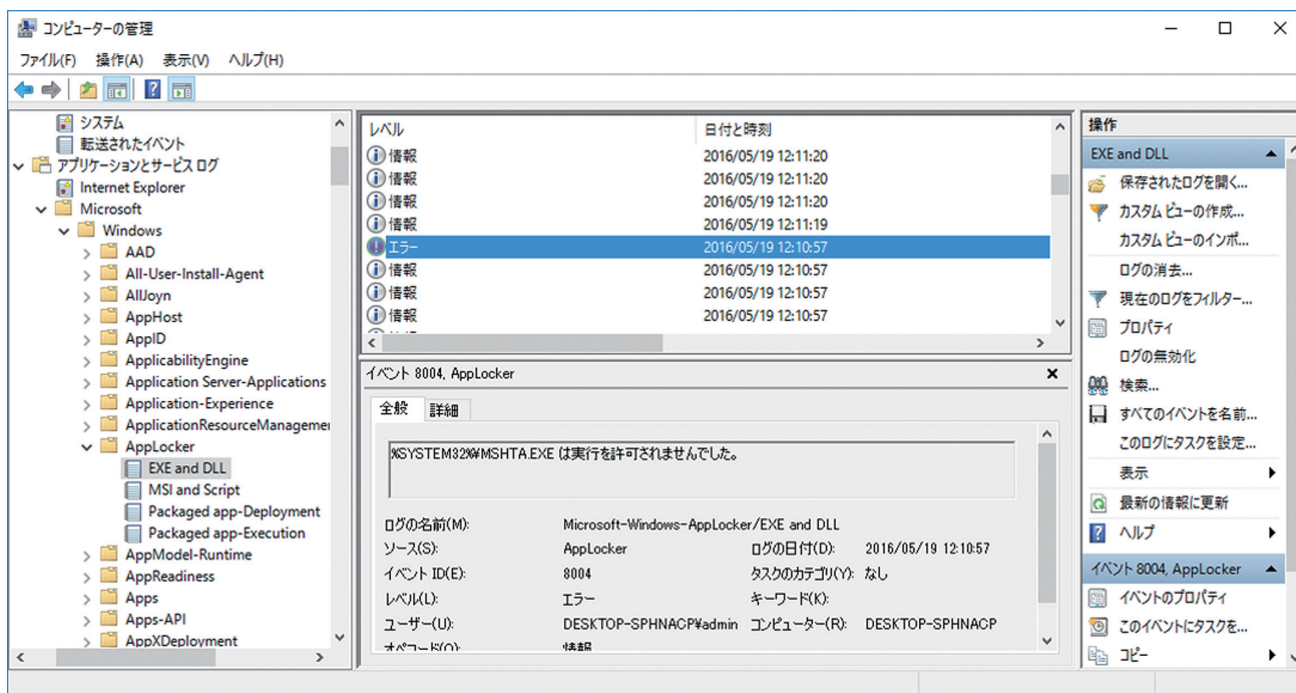 コンピューターの管理
ファイル(F) 操作(A) 表示(V) ヘルプ(H)
システム
転送されたイベント
アプリケーションとサービス ログ
Internet Explorer
Microsoft
Windows
AAD
All-User-Install-Agent
AllJoyn
AppHost
AppID
ApplicabilityEngine
Application Server-Applications
Application-Experience
ApplicationResourceManagemer
AppLocker
EXE and DLL
MSI and Script
Packaged app-Deployment
Packaged app-Execution
AppModel-Runtime
AppReadiness
Apps
Apps-API
AppXDeployment
レベル 日付と時刻
情報 2016/05/19 12:11:20
情報 2016/05/19 12:11:20
情報 2016/05/19 12:11:20
情報 2016/05/19 12:11:19
エラー 2016/05/19 12:10:57
情報 2016/05/19 12:10:57
情報 2016/05/19 12:10:57
情報 2016/05/19 12:10:57
イベント 8004, AppLocker
全般 詳細
%SYSTEM32%¥MSHTA.EXE は実行を許可されませんでした。
ログの名前(M): Microsoft-Windows-AppLocker/EXE and DLL
ソース(S): AppLocker ログの日付(D): 2016/05/19 12:10:57
イベント ID(E): 8004 タスクのカテゴリ(Y): なし
レベル(L): エラー キーワード(K):
ユーザー(U): DESKTOP-SPHNACP¥admin コンピューター(R): DESKTOP-SPHNACP
オペコード(O): 情報
操作
EXE and DLL
保存されたログを開く...
カスタム ビューの作成...
カスタム ビューのインポ...
ログの消去...
現在のログをフィルター...
プロパティ
ログの無効化
検索...
すべてのイベントを名前...
このログにタスクを設定...
表示
最新の情報に更新
ヘルプ
イベント 8004, AppLocker
イベントのプロパティ
このイベントにタスクを...
コピー